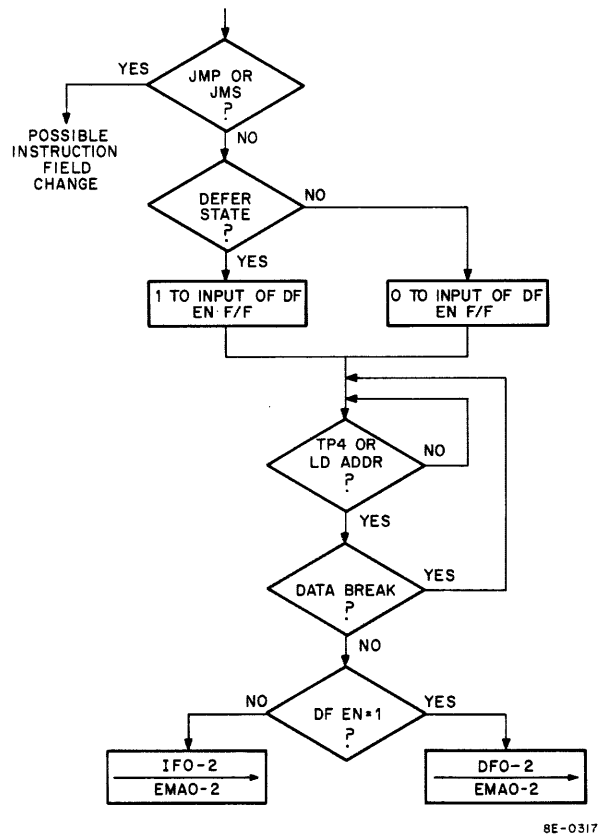 YES
JMP OR
JMS
?
NO
POSSIBLE
INSTRUCTION
FIELD
CHANGE
DEFER
STATE
?
NO
YES
1 TO INPUT OF DF
EN F/F
0 TO INPUT OF DF
EN F/F
TP4 OR
LD ADDR
?
NO
YES
DATA BREAK
?
YES
NO
DF EN=1
?
NO
YES
IFO-2
EMAO-2
DFO-2
EMAO-2
8E-0317